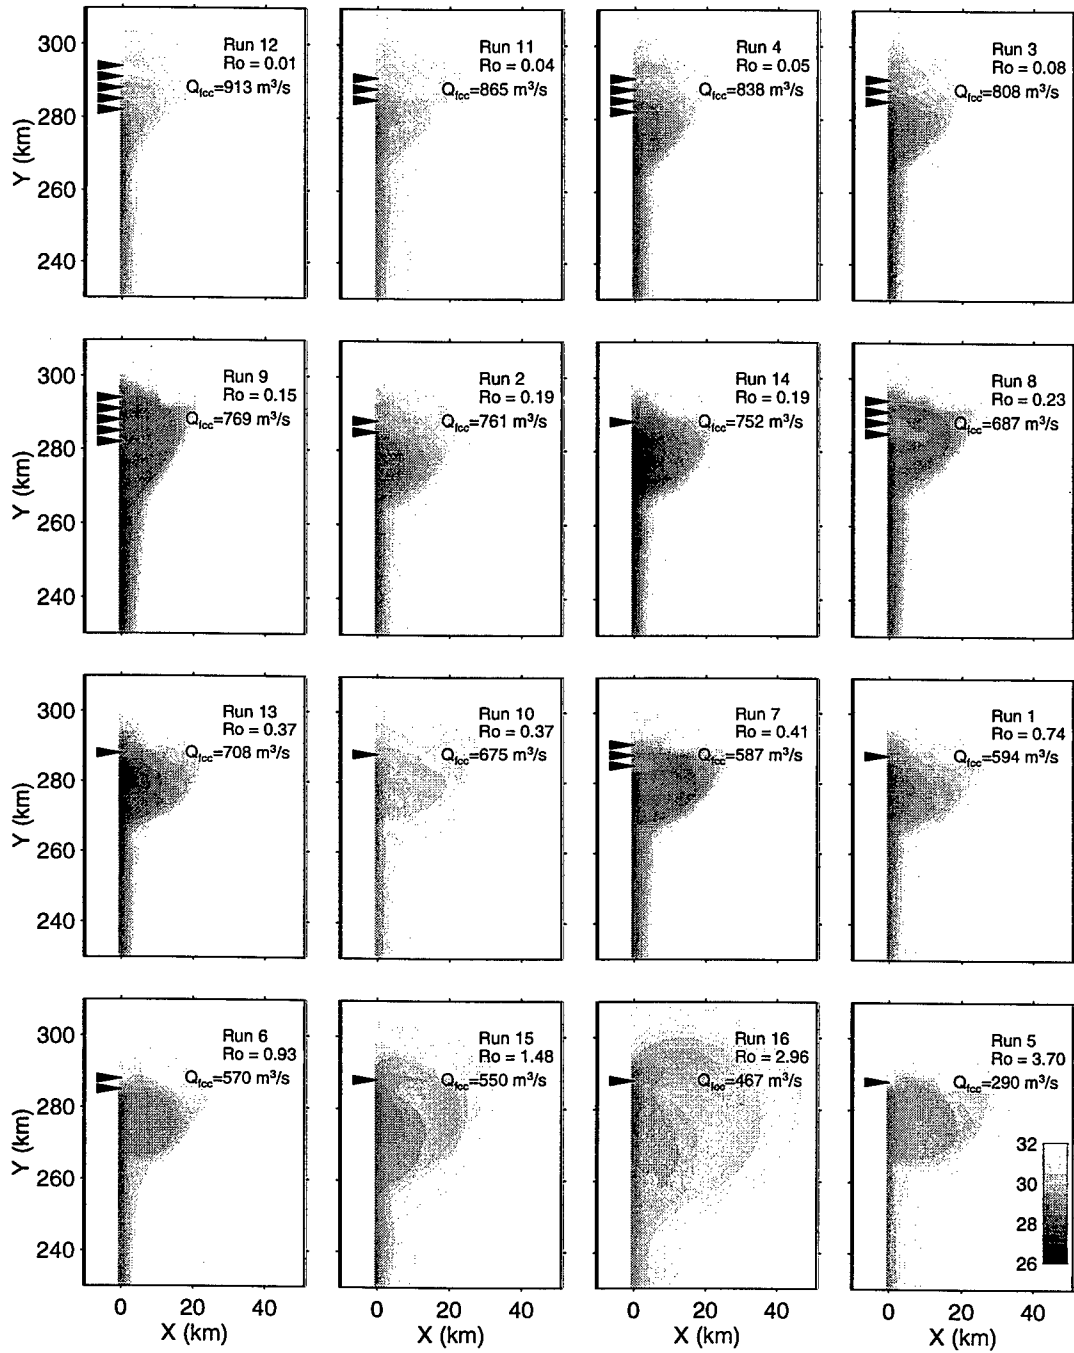 Run 12
Ro = 0.01
Qfcc=913 m³/s
Run 11
Ro = 0.04
Qfcc=865 m³/s
Run 4
Ro = 0.05
Qfcc=838 m³/s
Run 3
Ro = 0.08
Qfcc=808 m³/s
300
280
260
240
Y (km)
Run 9
Ro = 0.15
Qfcc=769 m³/s
Run 2
Ro = 0.19
Qfcc=761 m³/s
Run 14
Ro = 0.19
Qfcc=752 m³/s
Run 8
Ro = 0.23
Qfcc=687 m³/s
300
280
260
240
Y (km)
Run 13
Ro = 0.37
Qfcc=708 m³/s
Run 10
Ro = 0.37
Qfcc=675 m³/s
Run 7
Ro = 0.41
Qfcc=587 m³/s
Run 1
Ro = 0.74
Qfcc=594 m³/s
300
280
260
240
Y (km)
Run 6
Ro = 0.93
Qfcc=570 m³/s
Run 15
Ro = 1.48
Qfcc=550 m³/s
Run 16
Ro = 2.96
Qfcc=467 m³/s
Run 5
Ro = 3.70
Qfcc=290 m³/s
300
280
260
240
Y (km)
32
30
28
26
0 20 40
X (km)
0 20 40
X (km)
0 20 40
X (km)
0 20 40
X (km)